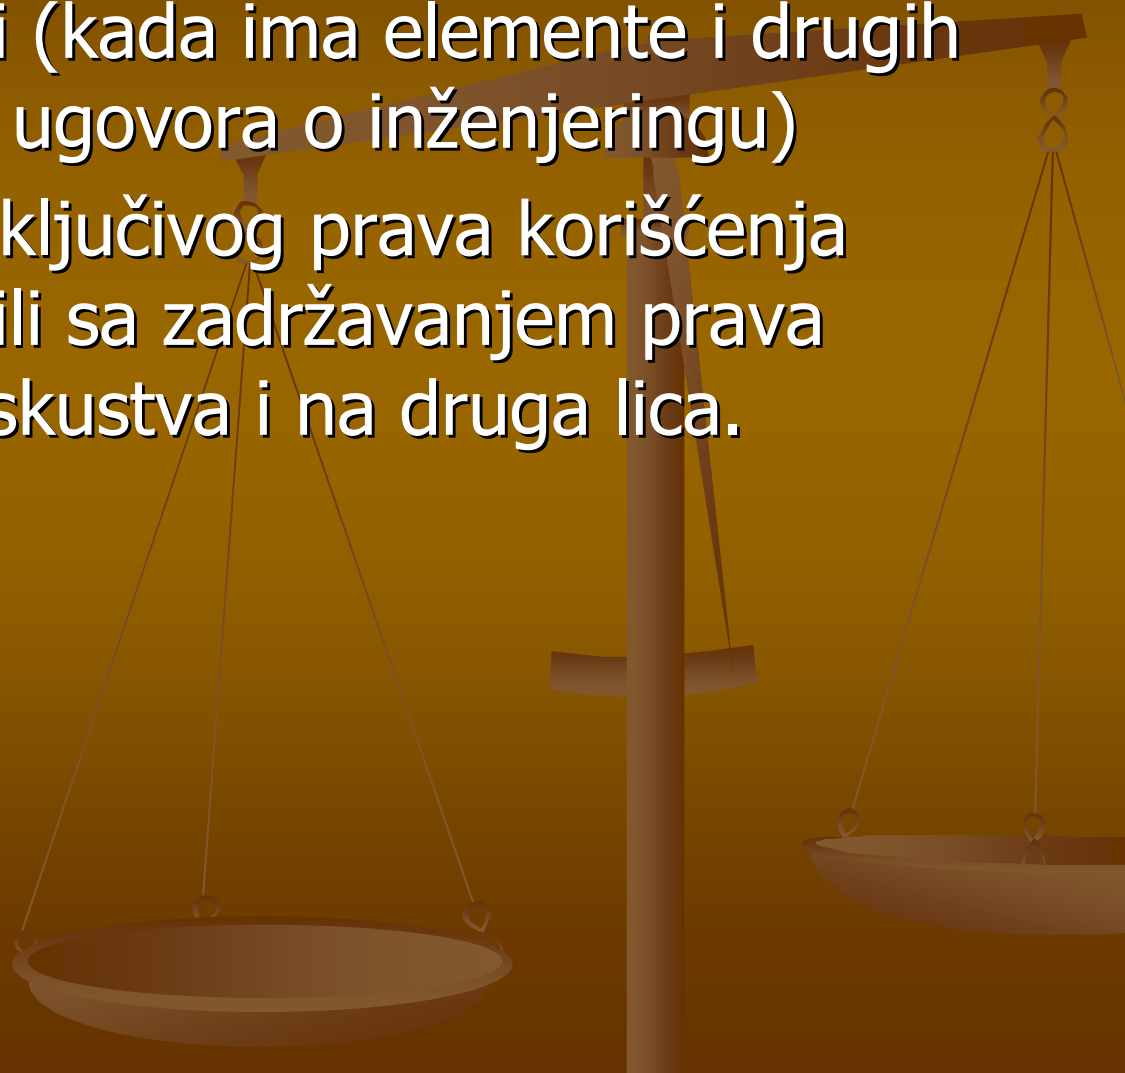 i (kada ima elemente i drugih
ugovora o inženjeringu)
ključivog prava korišćenja
ili sa zadržavanjem prava
skustva i na druga lica.